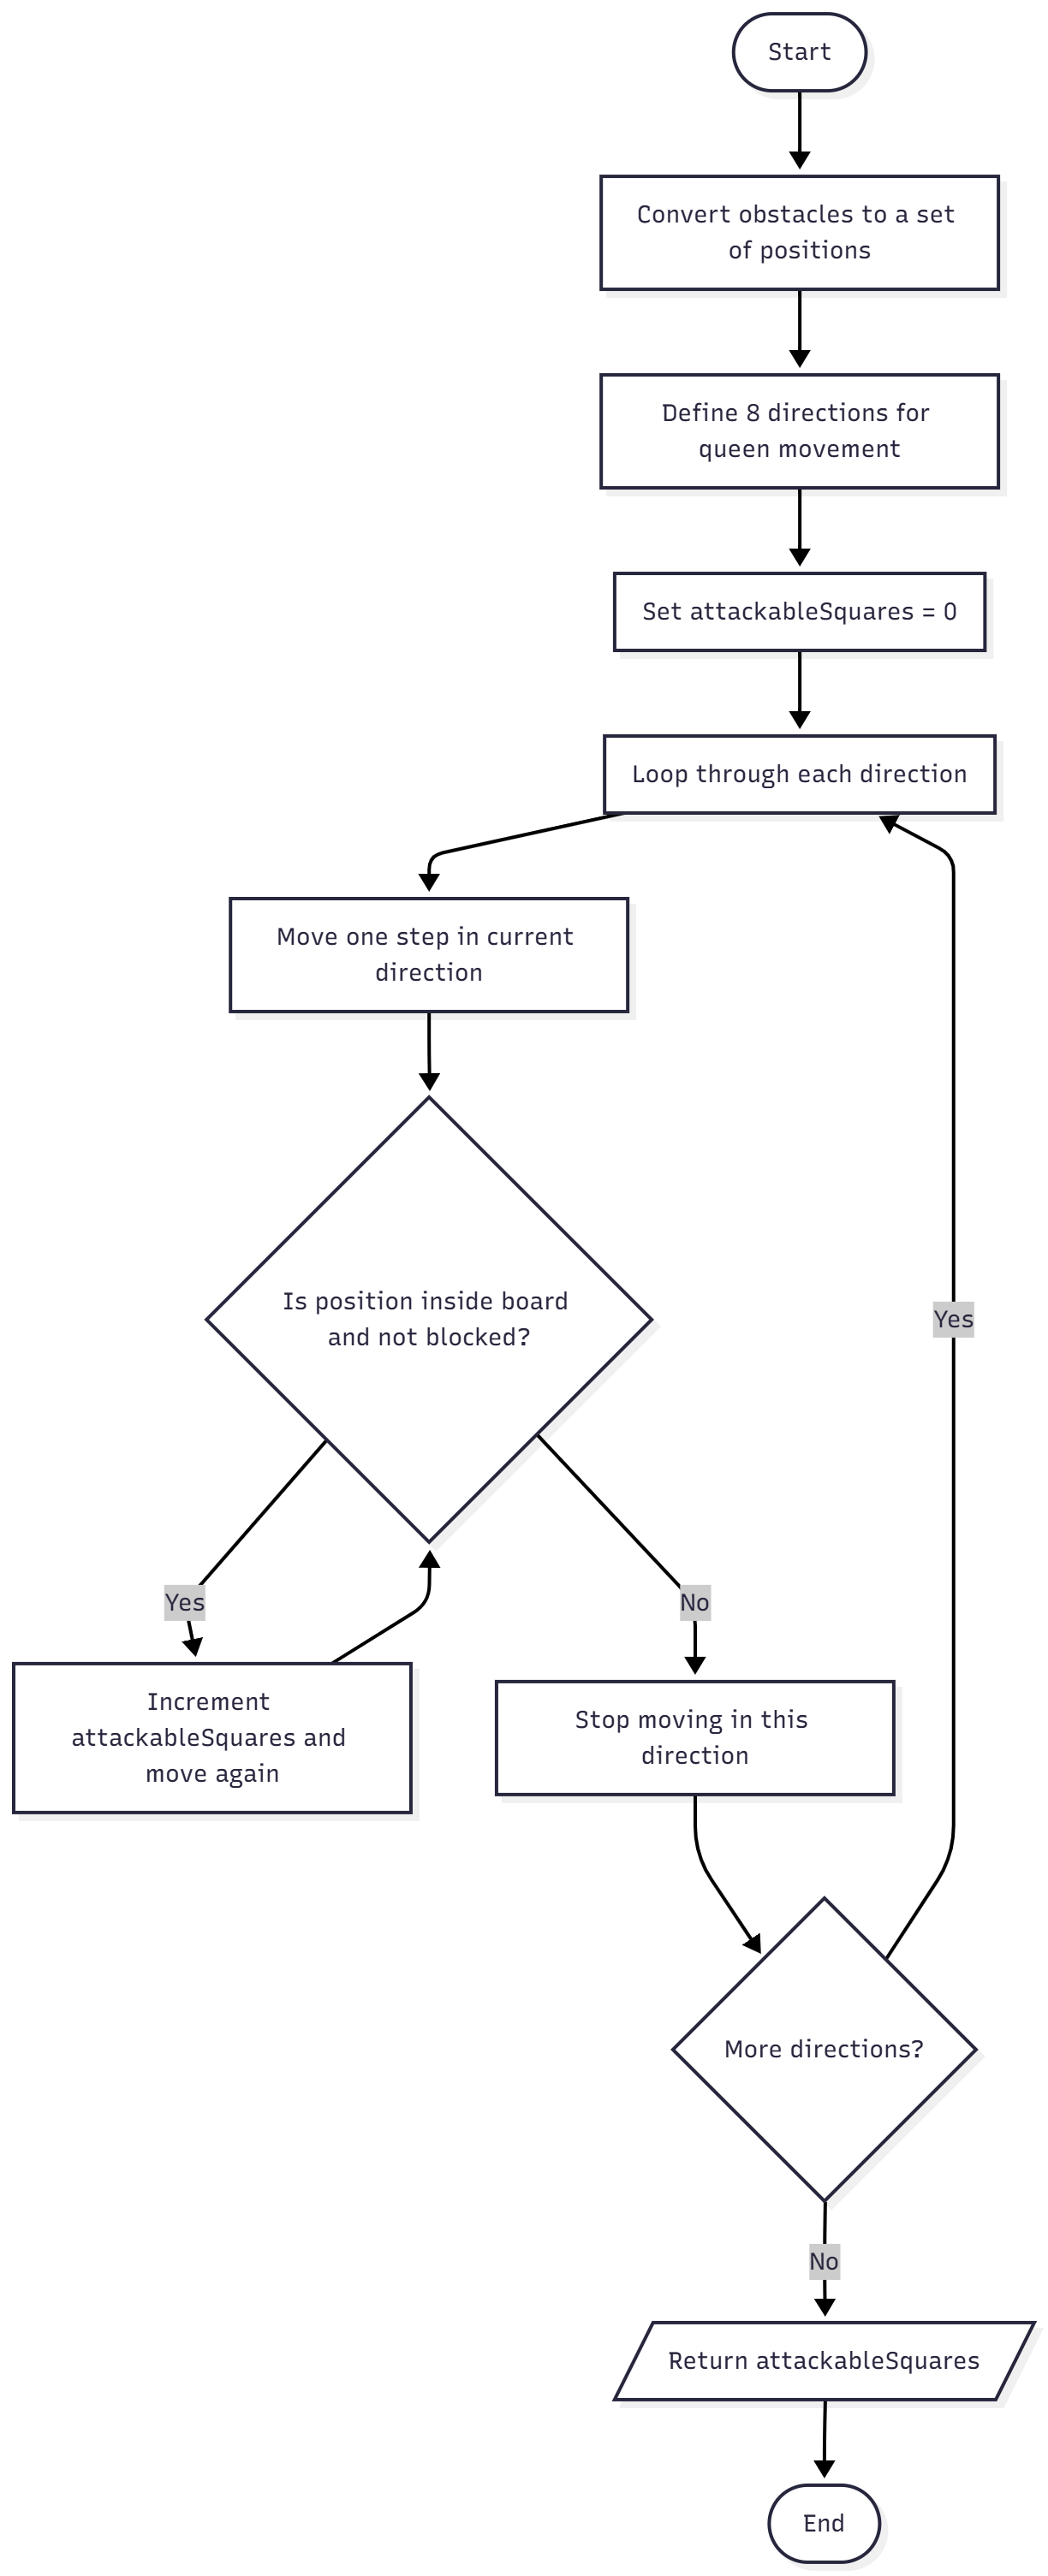 Start
Convert obstacles to a set
of positions
Define 8 directions for
queen movement
Set attackableSquares = 0
Loop through each direction
Move one step in current
direction
Is position inside board
and not blocked?
Yes
Yes
No
Increment
attackableSquares and
move again
Stop moving in this
direction
More directions?
No
Return attackableSquares
End